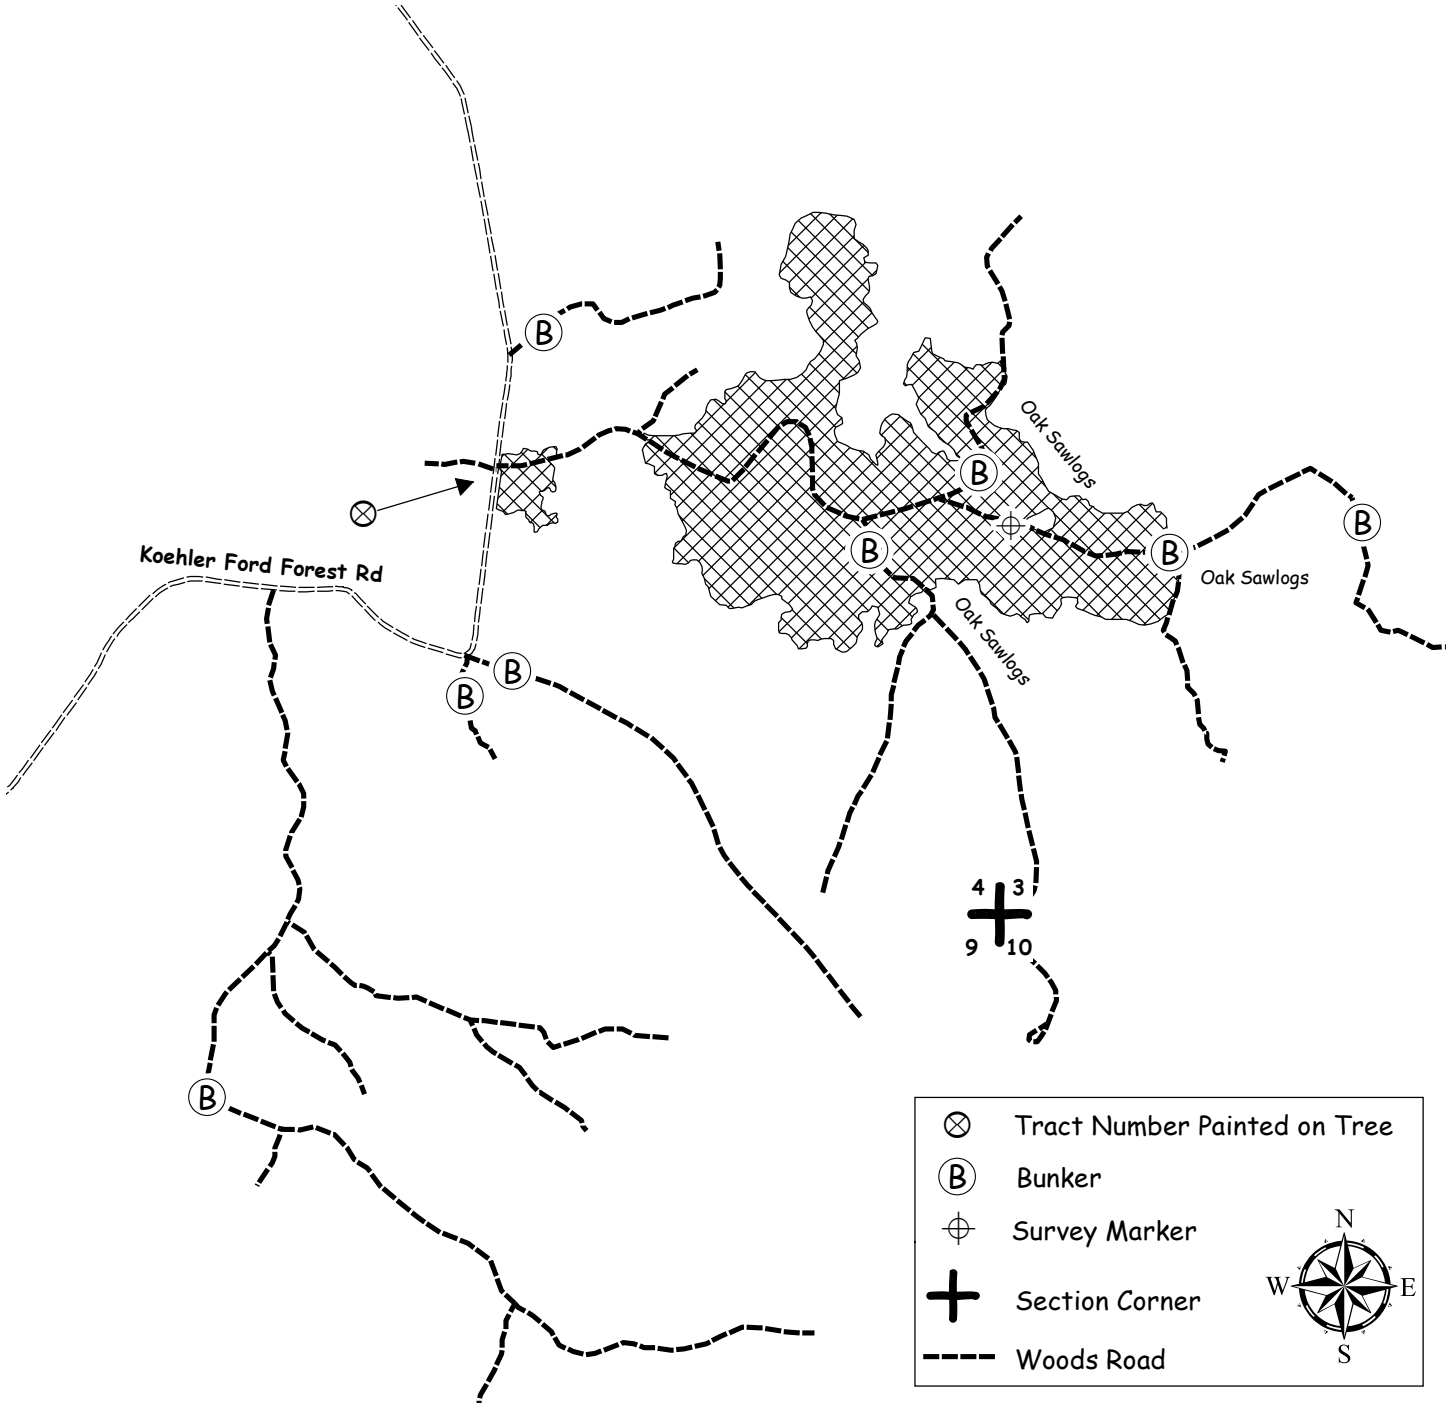 B
Oak Sawlogs
B
B
B
B
Koehler Ford Forest Rd
Oak Sawlogs
Oak Sawlogs
B
B
4 3
9 10
B
Tract Number Painted on Tree
B Bunker
Survey Marker
Section Corner
Woods Road
N
W E
S